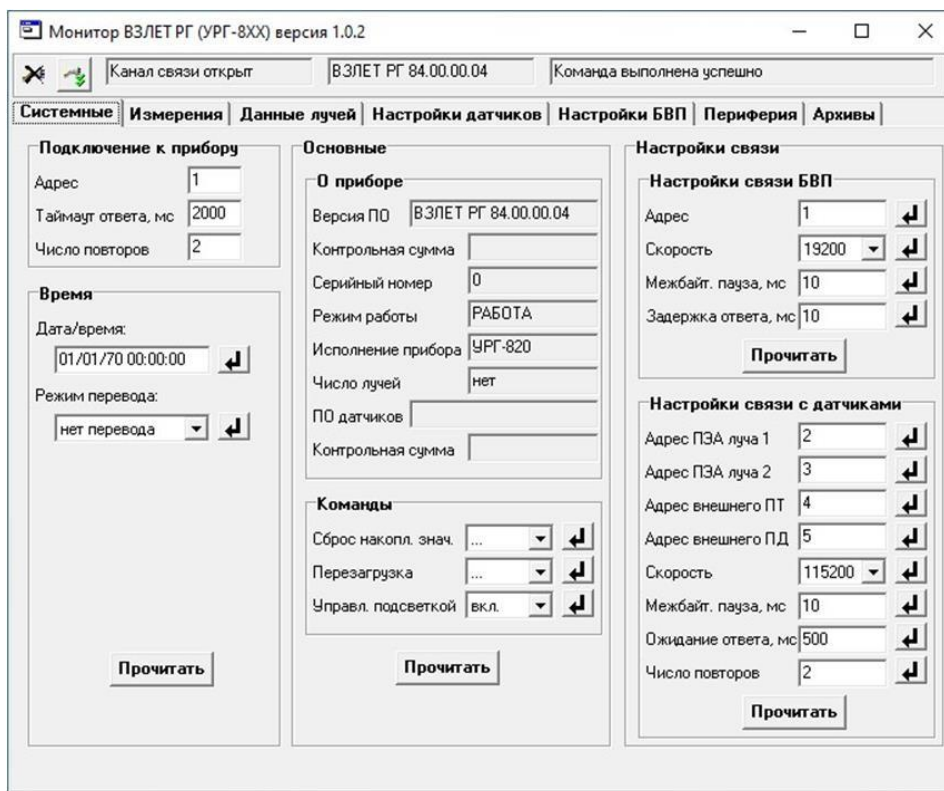 Монитор ВЗЛЕТ РГ (УРГ-8XX) версия 1.0.2
Канал связи открыт
ВЗЛЕТ РГ 84.00.00.04
Команда выполнена успешно
Системные
Измерения
Данные лучей
Настройки датчиков
Настройки БВП
Периферия
Архивы
Подключение к прибору
Адрес 1
Таймаут ответа, мс 2000
Число повторов 2
Время
Дата/время:
01/01/70 00:00:00
Режим перевода:
нет перевода
Прочитать
Основные
О приборе
Версия ПО ВЗЛЕТ РГ 84.00.00.04
Контрольная сумма
Серийный номер 0
Режим работы РАБОТА
Исполнение прибора УРГ-820
Число лучей нет
ПО датчиков
Контрольная сумма
Команды
Сброс накопл. знач. ...
Перезагрузка ...
Управл. подсветкой вкл.
Прочитать
Настройки связи
Настройки связи БВП
Адрес 1
Скорость 19200
Межбайт. пауза, мс 10
Задержка ответа, мс 10
Прочитать
Настройки связи с датчиками
Адрес ПЭА луча 1 2
Адрес ПЭА луча 2 3
Адрес внешнего ПТ 4
Адрес внешнего ПД 5
Скорость 115200
Межбайт. пауза, мс 10
Ожидание ответа, мс 500
Число повторов 2
Прочитать